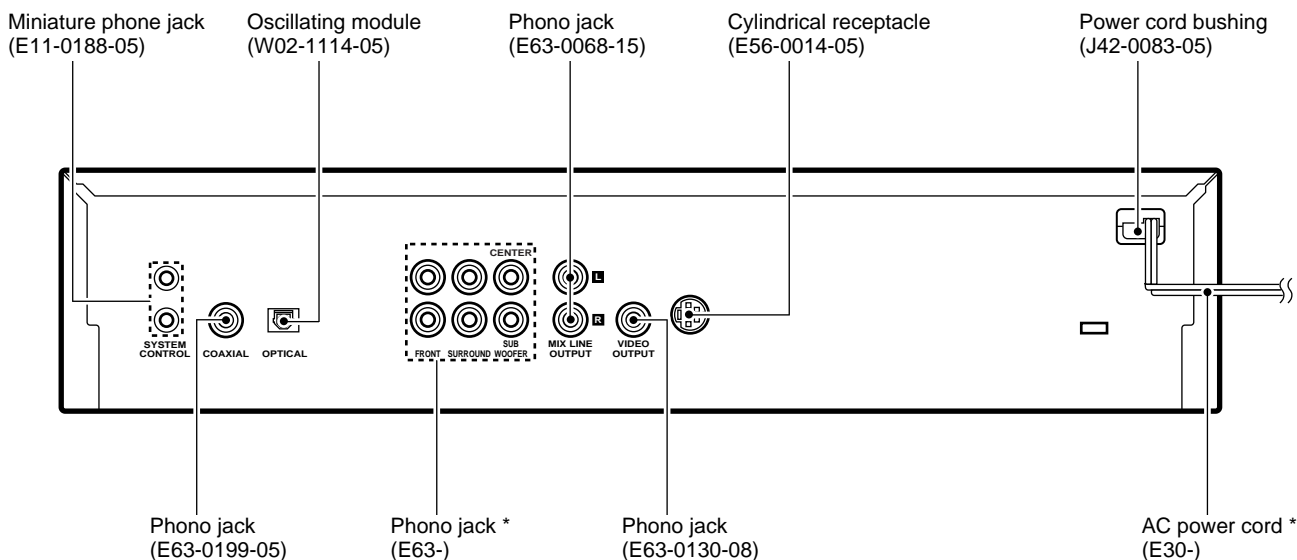 Miniature phone jack
(E11-0188-05)
Oscillating module
(W02-1114-05)
Phono jack
(E63-0068-15)
Cylindrical receptacle
(E56-0014-05)
Power cord bushing
(J42-0083-05)
CENTER
L
R
SYSTEM
CONTROL
COAXIAL
OPTICAL
FRONT
SURROUND
SUB
WOOFER
MIX LINE
OUTPUT
VIDEO
OUTPUT
Phono jack
(E63-0199-05)
Phono jack *
(E63-)
Phono jack
(E63-0130-08)
AC power cord *
(E30-)